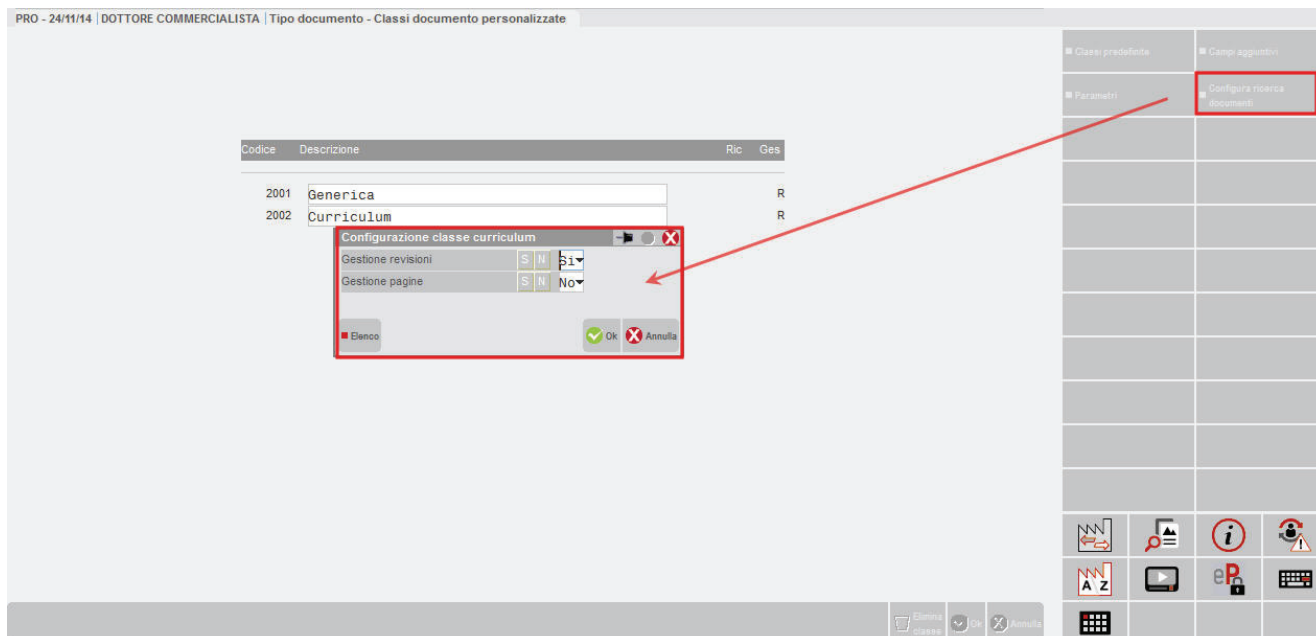 PRO - 24/11/14 | DOTTORE COMMERCIALISTA | Tipo documento - Classi documento personalizzate
Classi predefinite
Campi aggiuntivi
Parametri
Configura ricerca
documenti
Codice Descrizione Ric Ges
2001 Generica R
2002 Curriculum R
Configurazione classe curriculum
Gestione revisioni S N Si
Gestione pagine S N No
Elenco Ok Annulla
i
A Z
eP
Elimina
classe
Ok Annulla